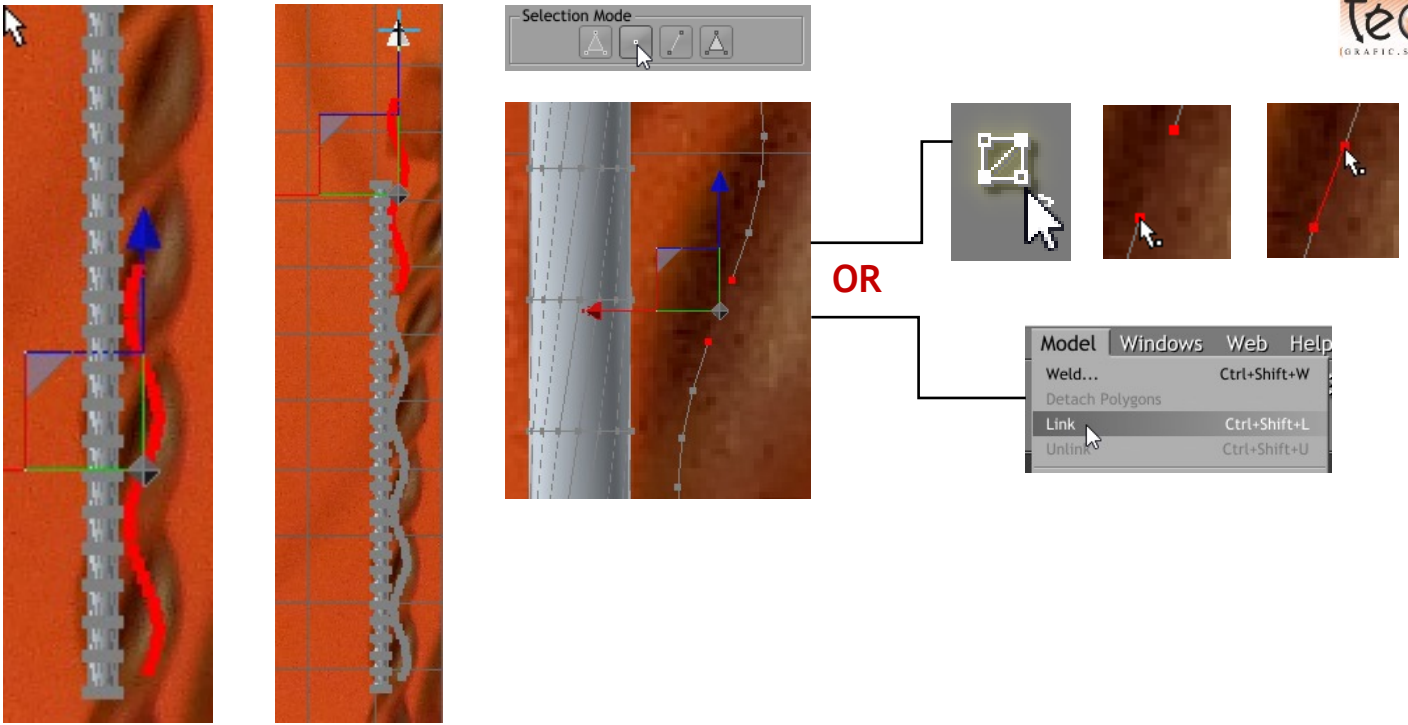 Selection Mode
OR
Model Windows Web Help
Weld... Ctrl+Shift+W
Detach Polygons
Link Ctrl+Shift+L
Unlink Ctrl+Shift+U